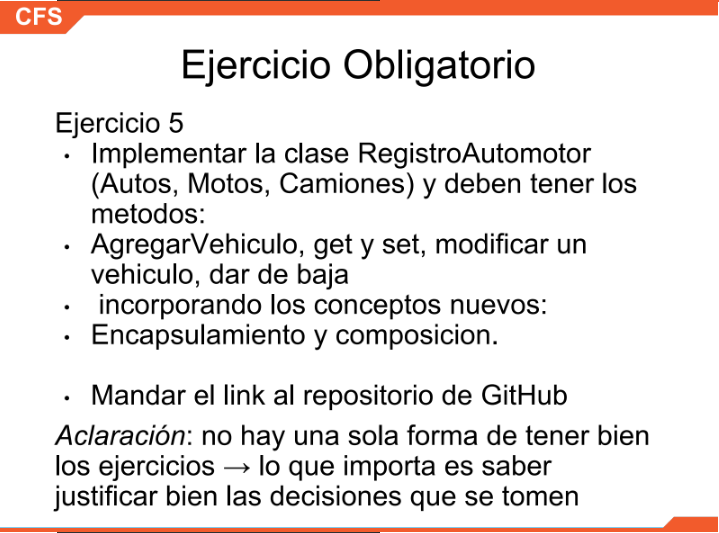 CFS
Ejercicio Obligatorio
Ejercicio 5
• Implementar la clase RegistroAutomotor
(Autos, Motos, Camiones) y deben tener los
metodos:
• AgregarVehiculo, get y set, modificar un
vehiculo, dar de baja
• incorporando los conceptos nuevos:
• Encapsulamiento y composicion.
• Mandar el link al repositorio de GitHub
Aclaración: no hay una sola forma de tener bien
los ejercicios → lo que importa es saber
justificar bien las decisiones que se tomen